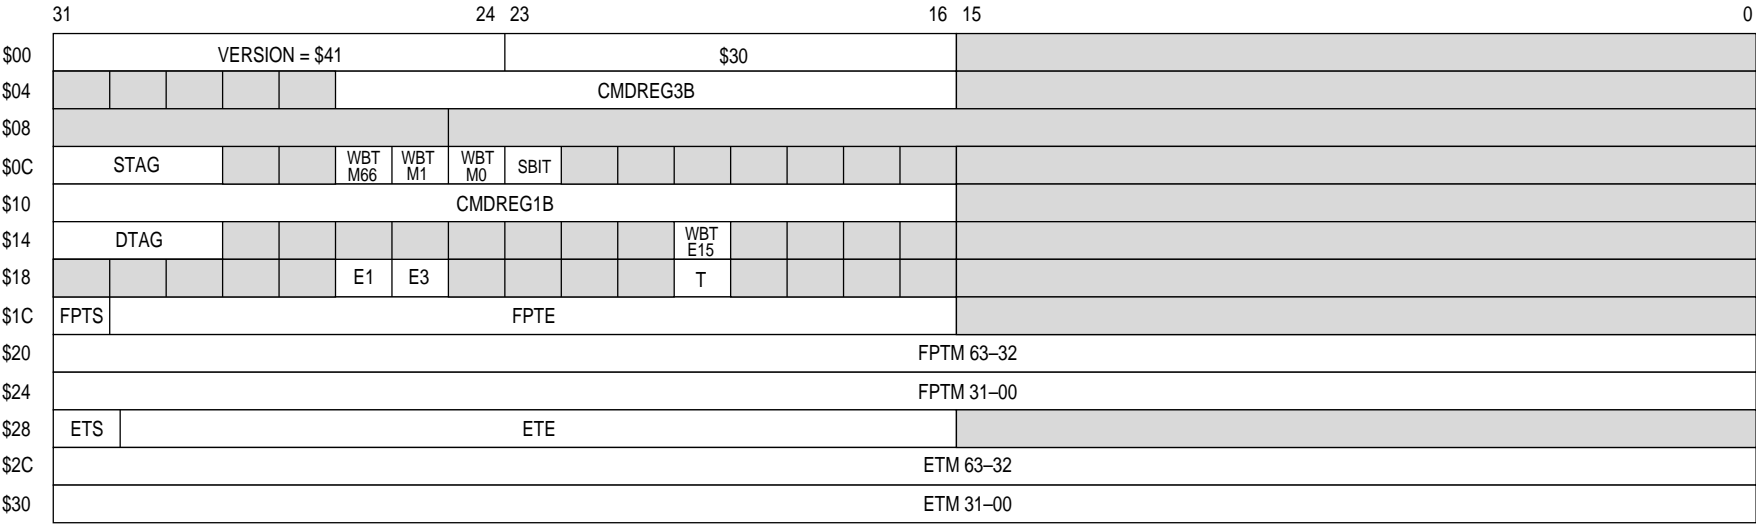 31 24 23 16 15 0
$00 VERSION = $41 $30
$04 CMDREG3B
$08
$0C STAG WBT M66 WBT M1 WBT M0 SBIT
$10 CMDREG1B
$14 DTAG WBT E15
$18 E1 E3 T
$1C FPTS FPTE
$20 FPTM 63–32
$24 FPTM 31–00
$28 ETS ETE
$2C ETM 63–32
$30 ETM 31–00